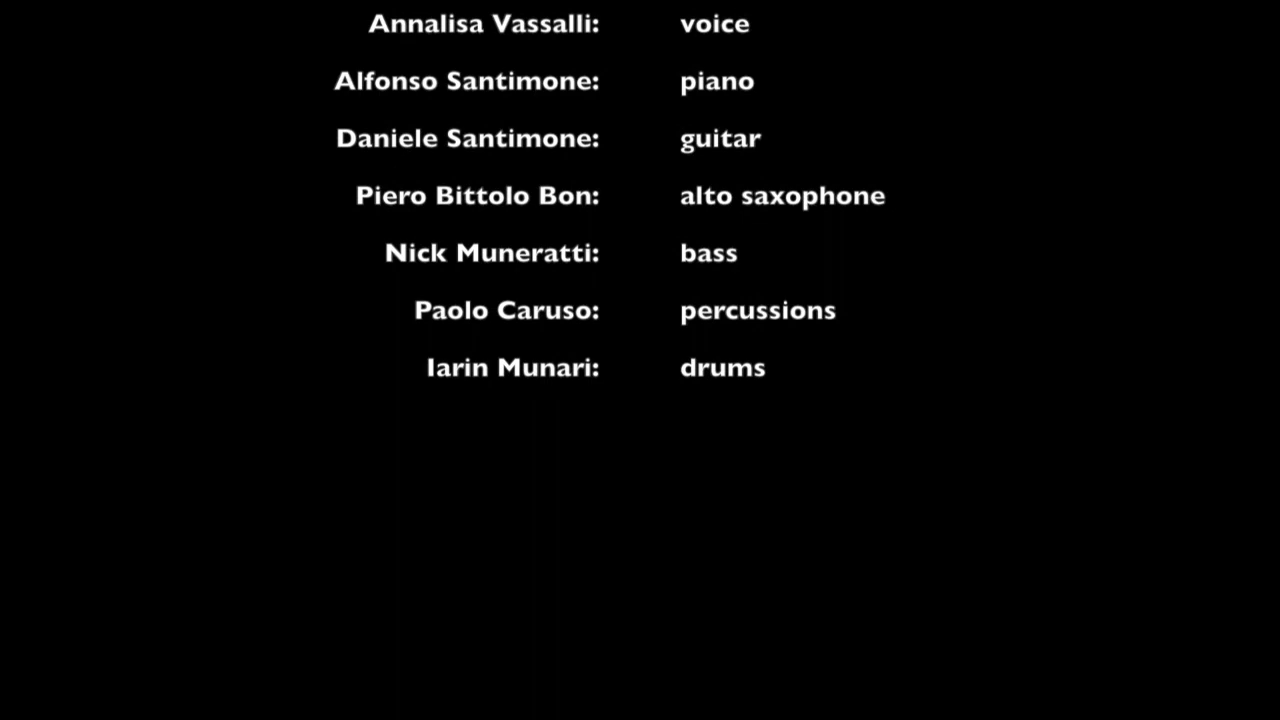 Annalisa Vassalli: voice
Alfonso Santimone: piano
Daniele Santimone: guitar
Piero Bittolo Bon: alto saxophone
Nick Muneratti: bass
Paolo Caruso: percussions
Iarin Munari: drums